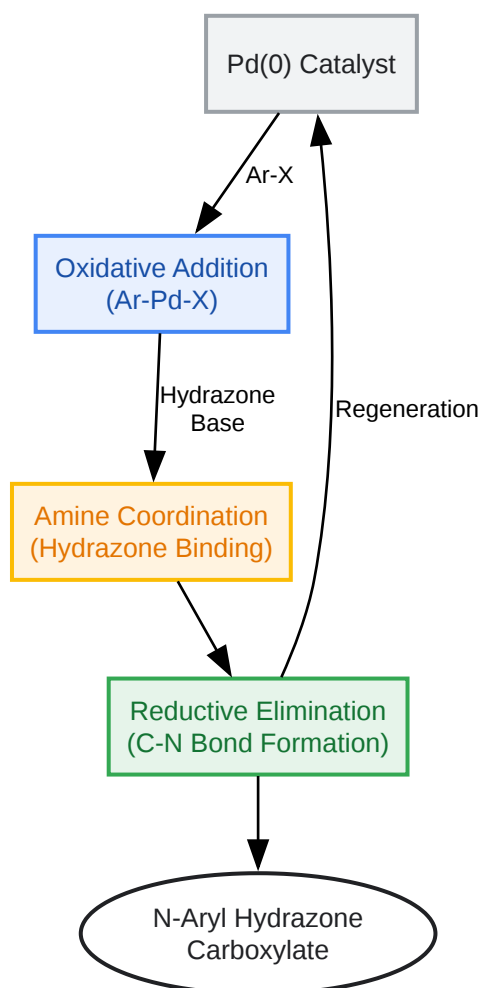 Pd(0) Catalyst
Ar-X
Oxidative Addition
(Ar-Pd-X)
Hydrazone
Base
Regeneration
Amine Coordination
(Hydrazone Binding)
Reductive Elimination
(C-N Bond Formation)
N-Aryl Hydrazone
Carboxylate